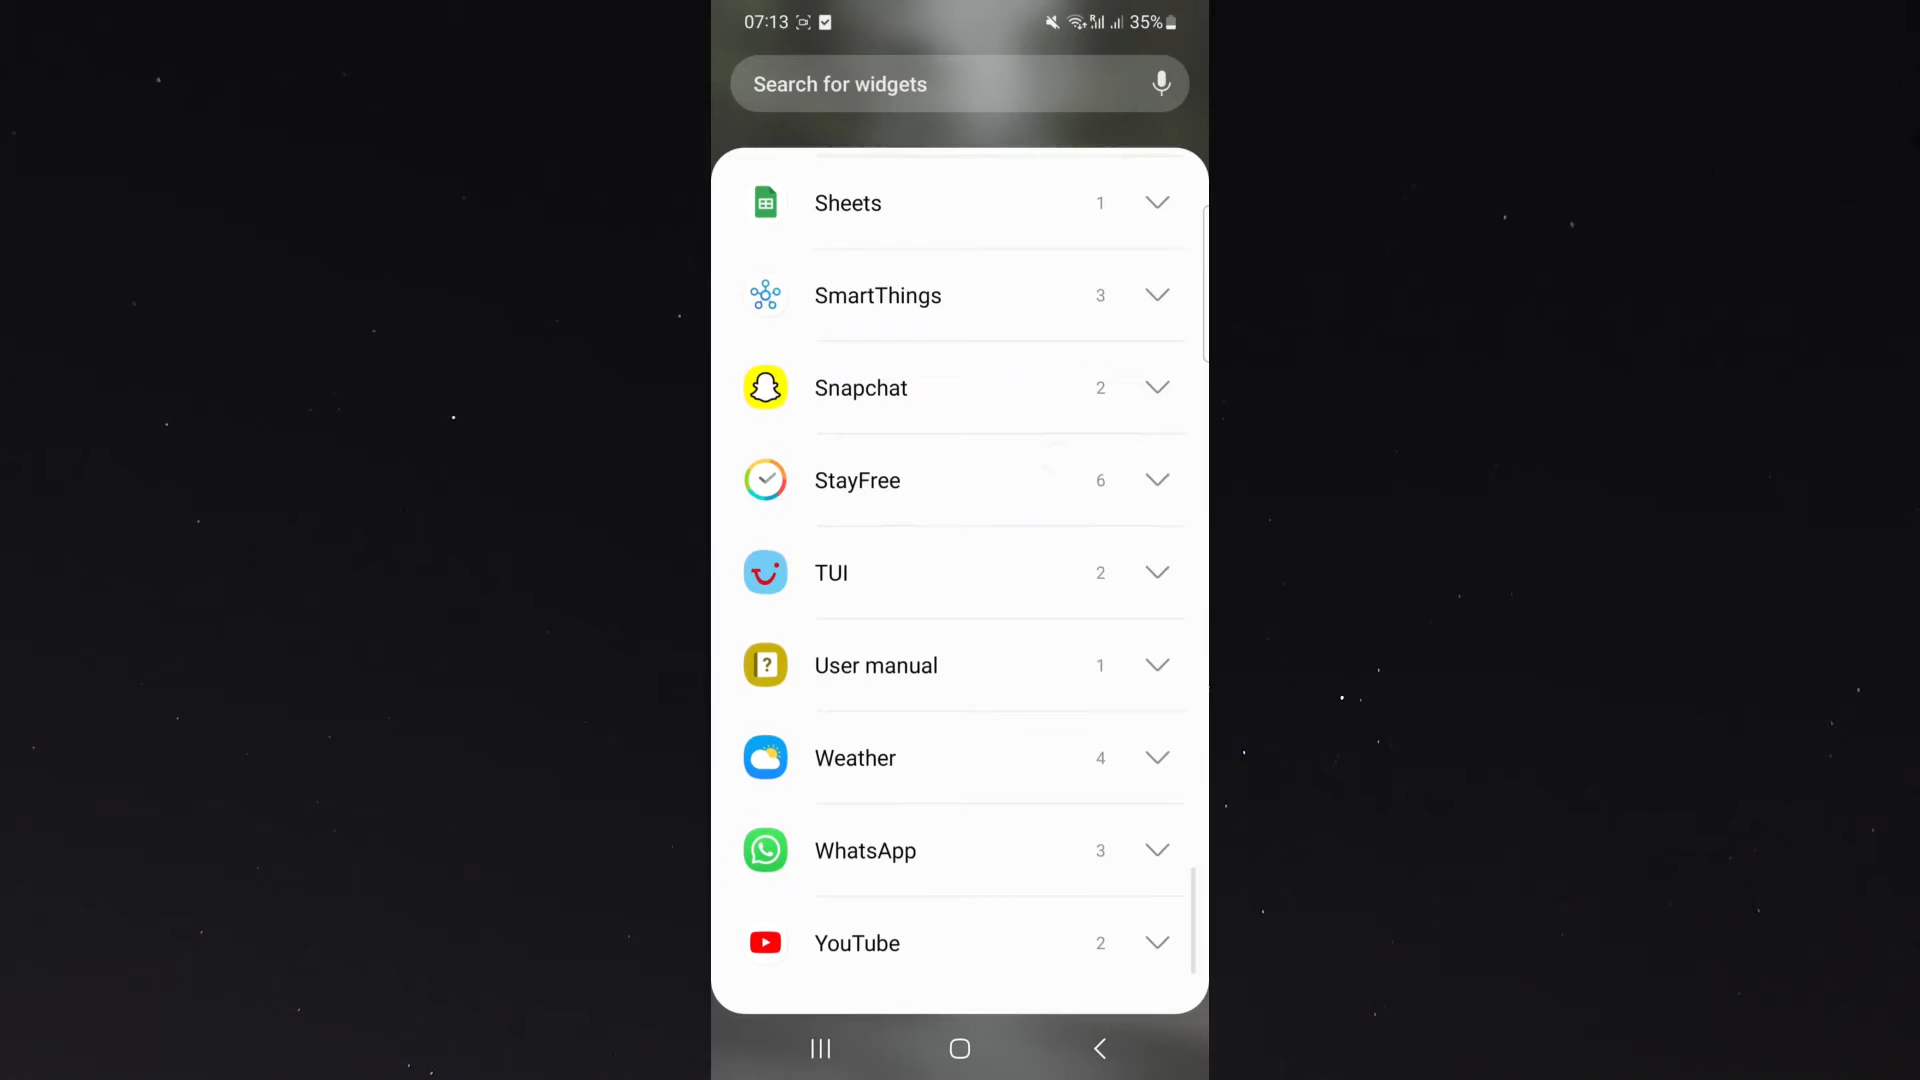 07:13 35%
Search for widgets
Sheets 1
SmartThings 3
Snapchat 2
StayFree 6
TUI 2
? User manual 1
Weather 4
WhatsApp 3
YouTube 2